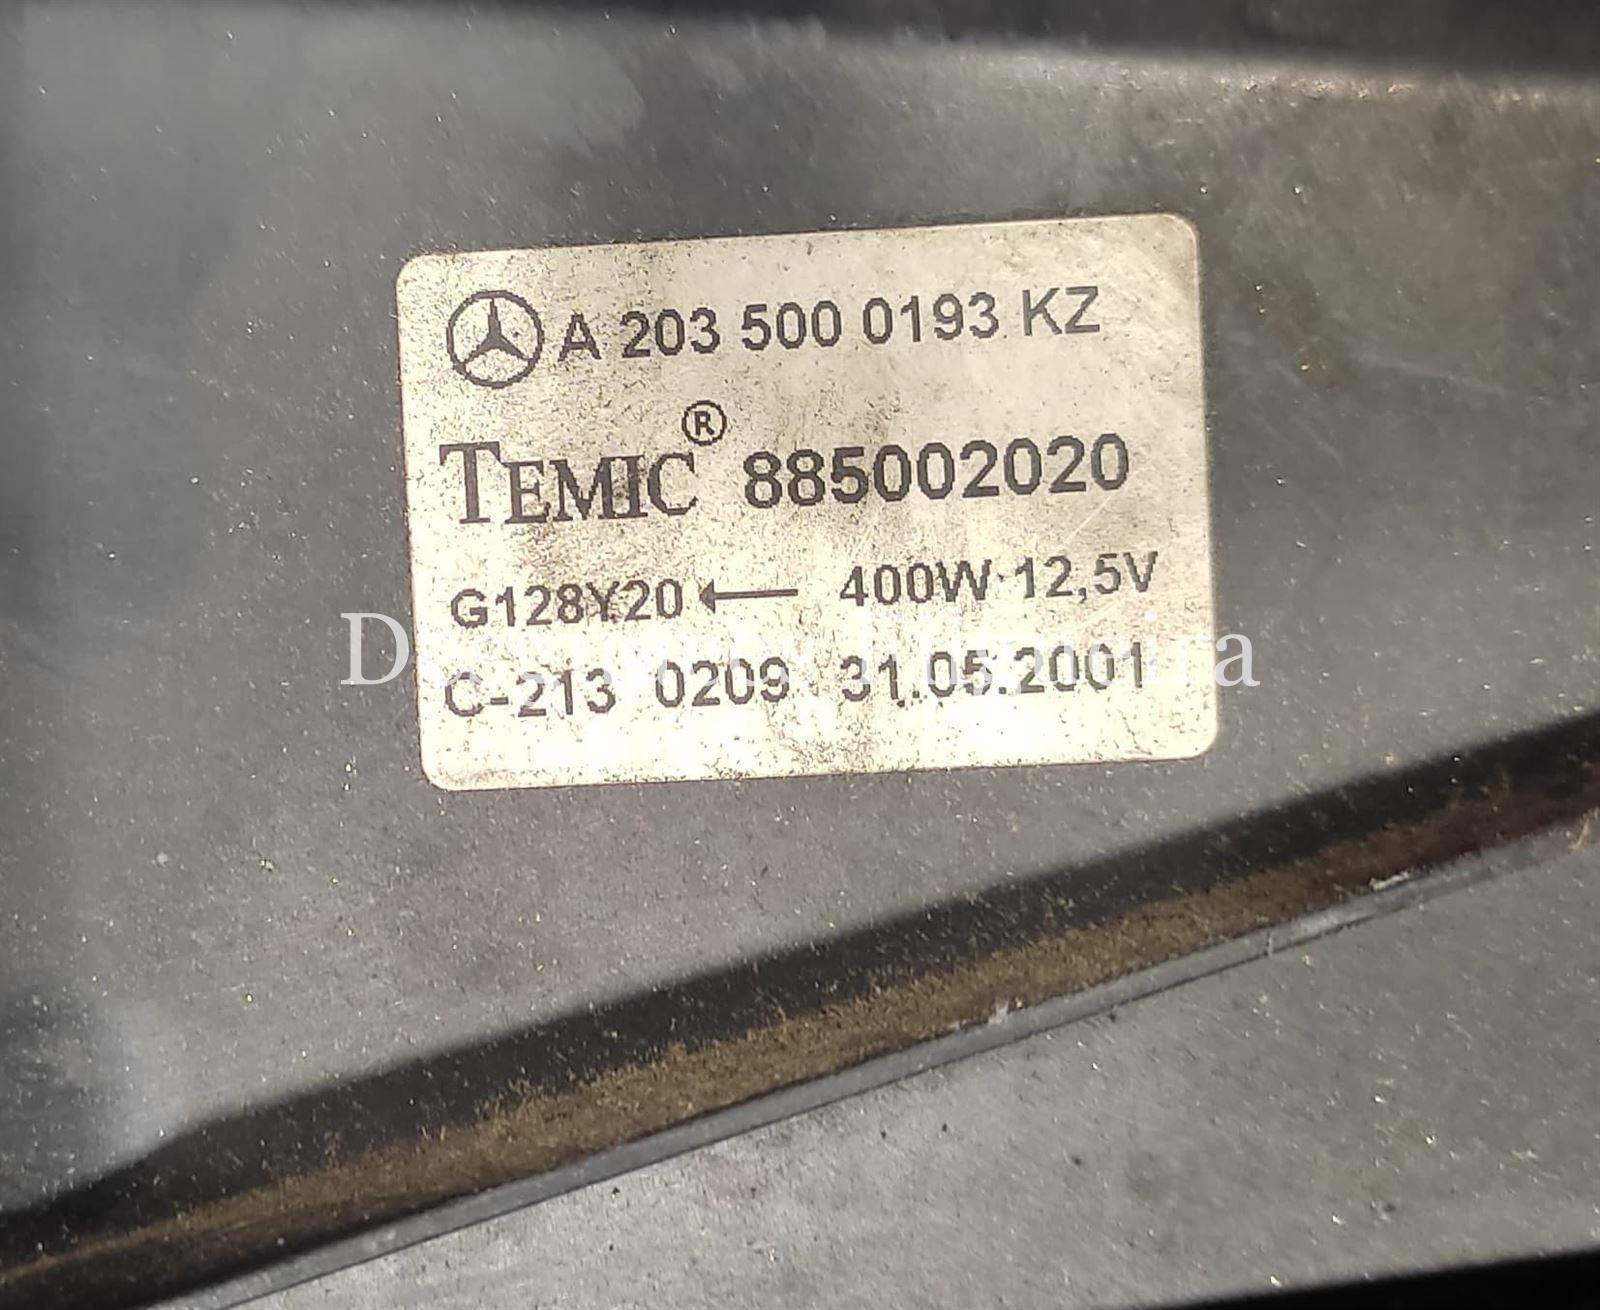 A 203 500 0193 KZ
TEMIC® 885002020
G128Y20 ← 400W 12,5V
C-213 0209 31.05.2001